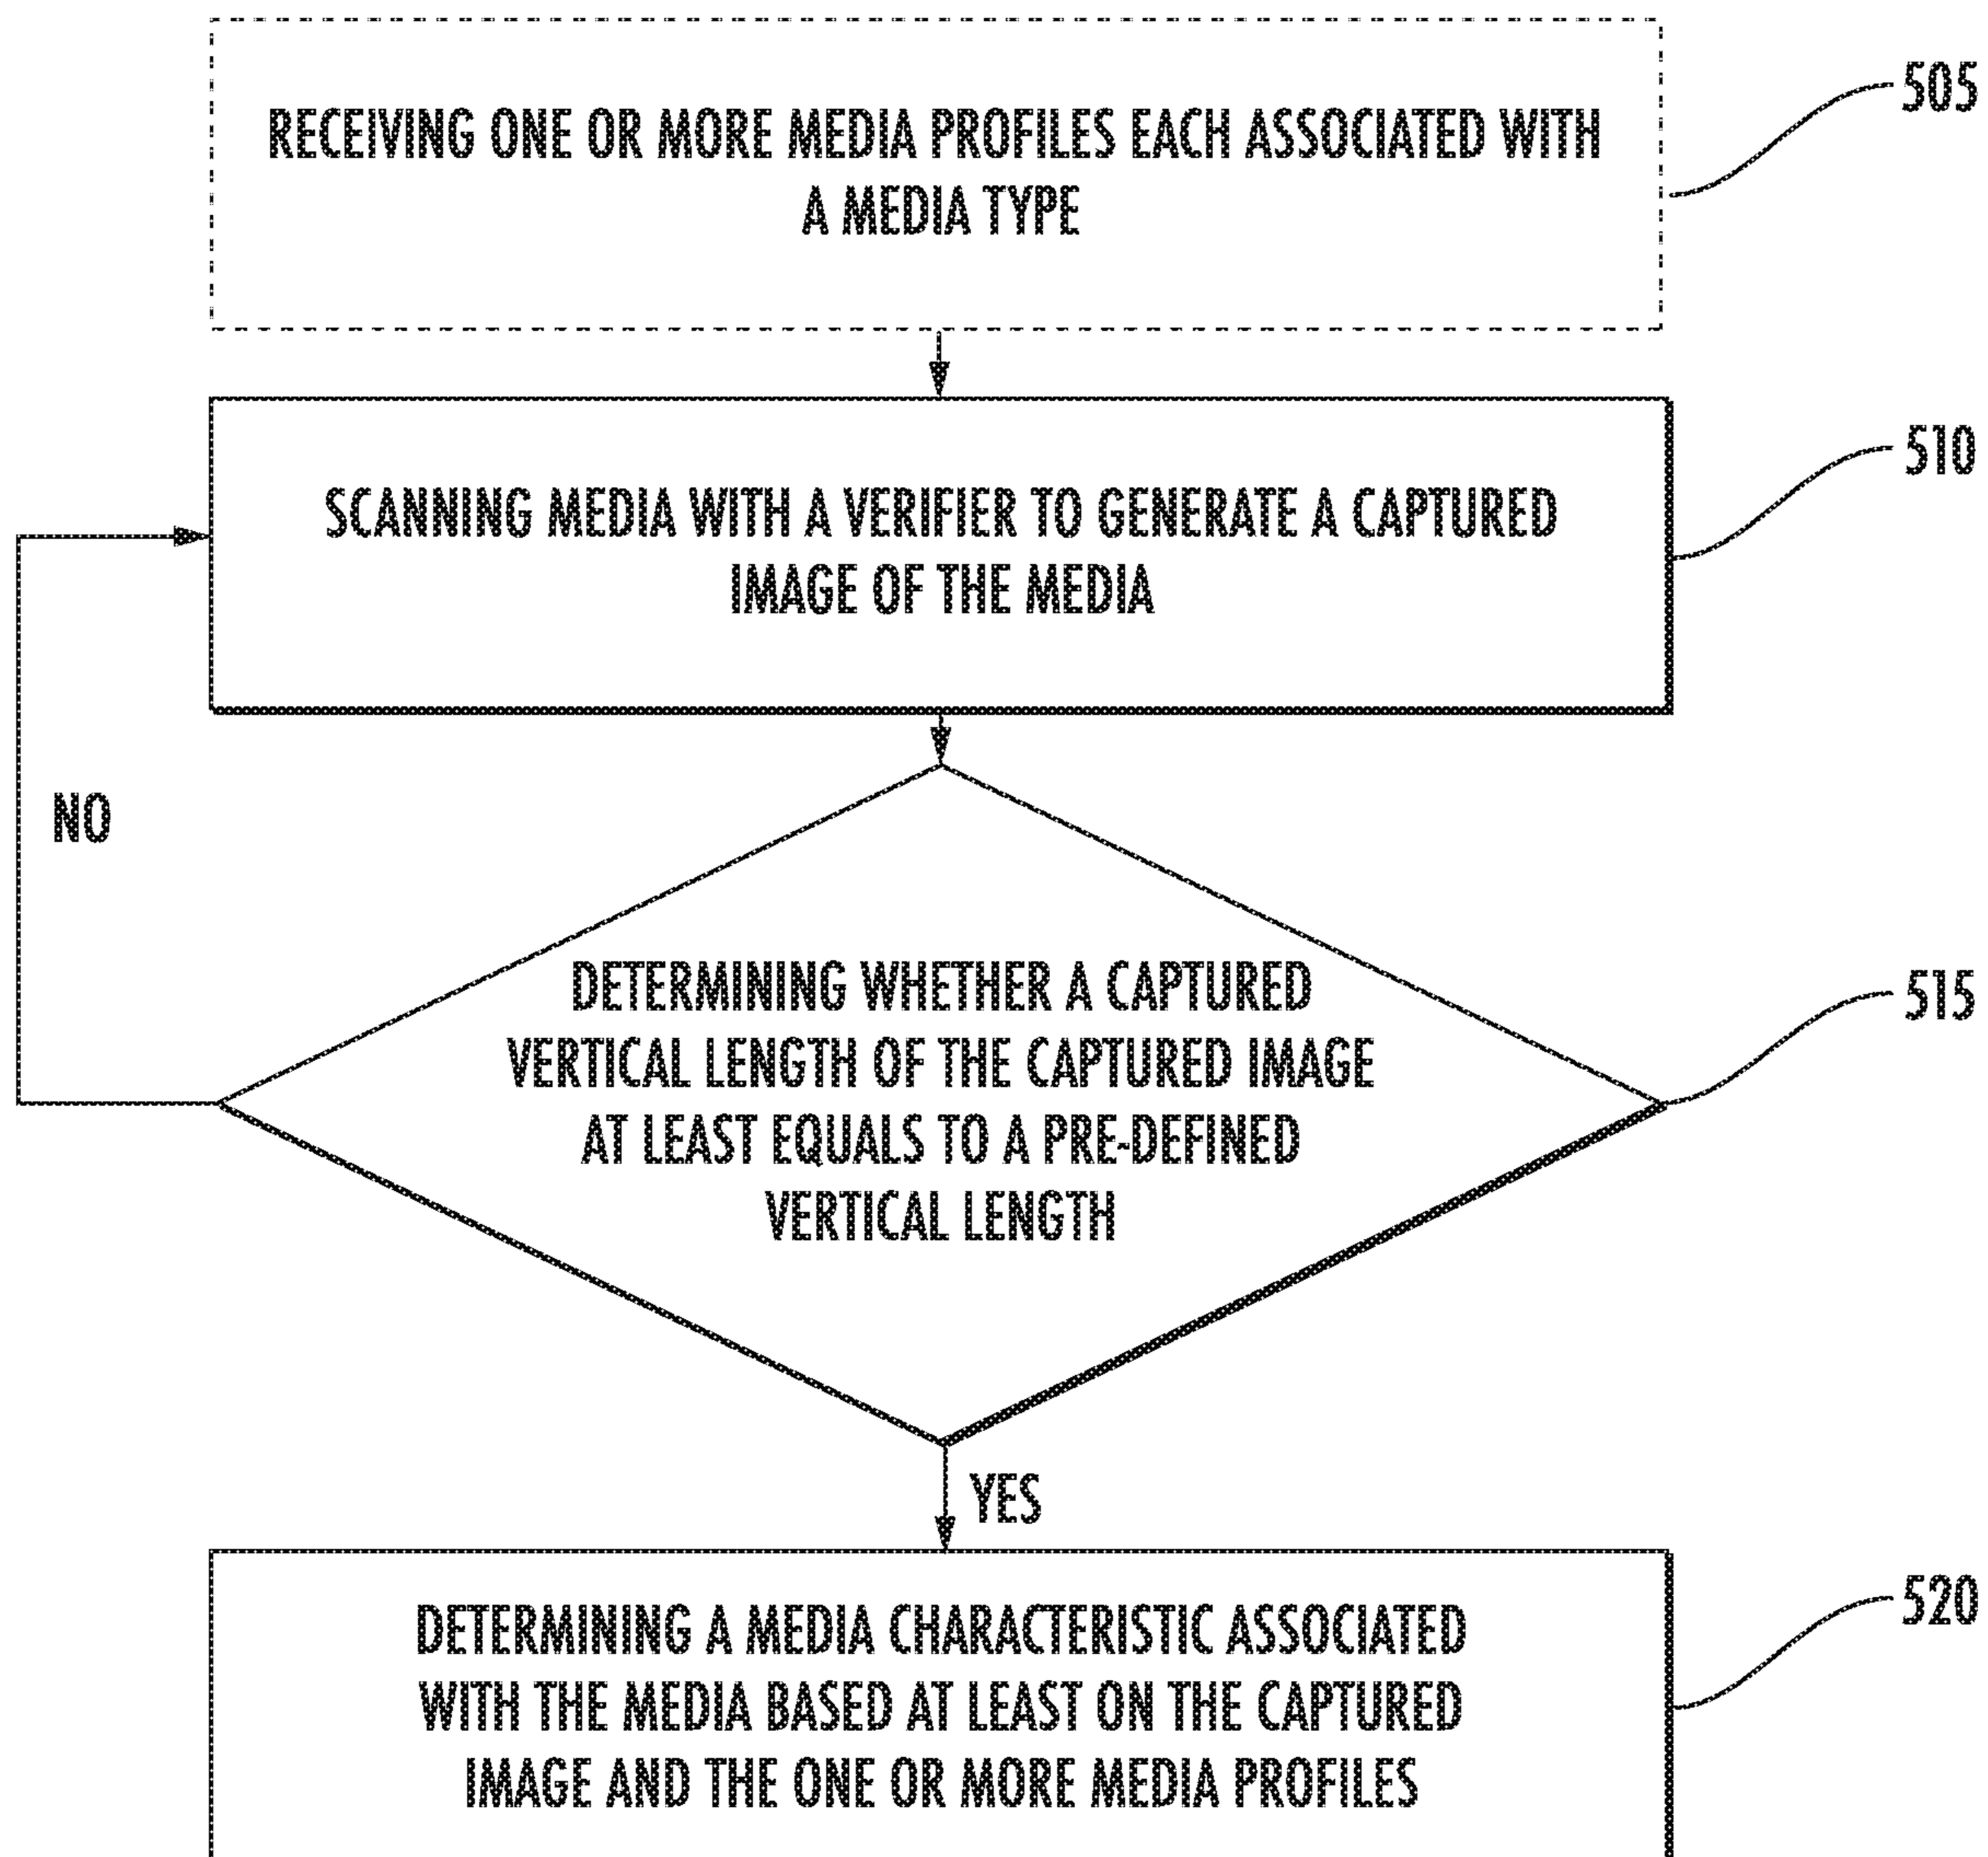 RECEIVING ONE OR MORE MEDIA PROFILES EACH ASSOCIATED WITH
A MEDIA TYPE
505
SCANNING MEDIA WITH A VERIFIER TO GENERATE A CAPTURED
IMAGE OF THE MEDIA
510
NO
DETERMINING WHETHER A CAPTURED
VERTICAL LENGTH OF THE CAPTURED IMAGE
AT LEAST EQUALS TO A PRE-DEFINED
VERTICAL LENGTH
515
YES
DETERMINING A MEDIA CHARACTERISTIC ASSOCIATED
WITH THE MEDIA BASED AT LEAST ON THE CAPTURED
IMAGE AND THE ONE OR MORE MEDIA PROFILES
520